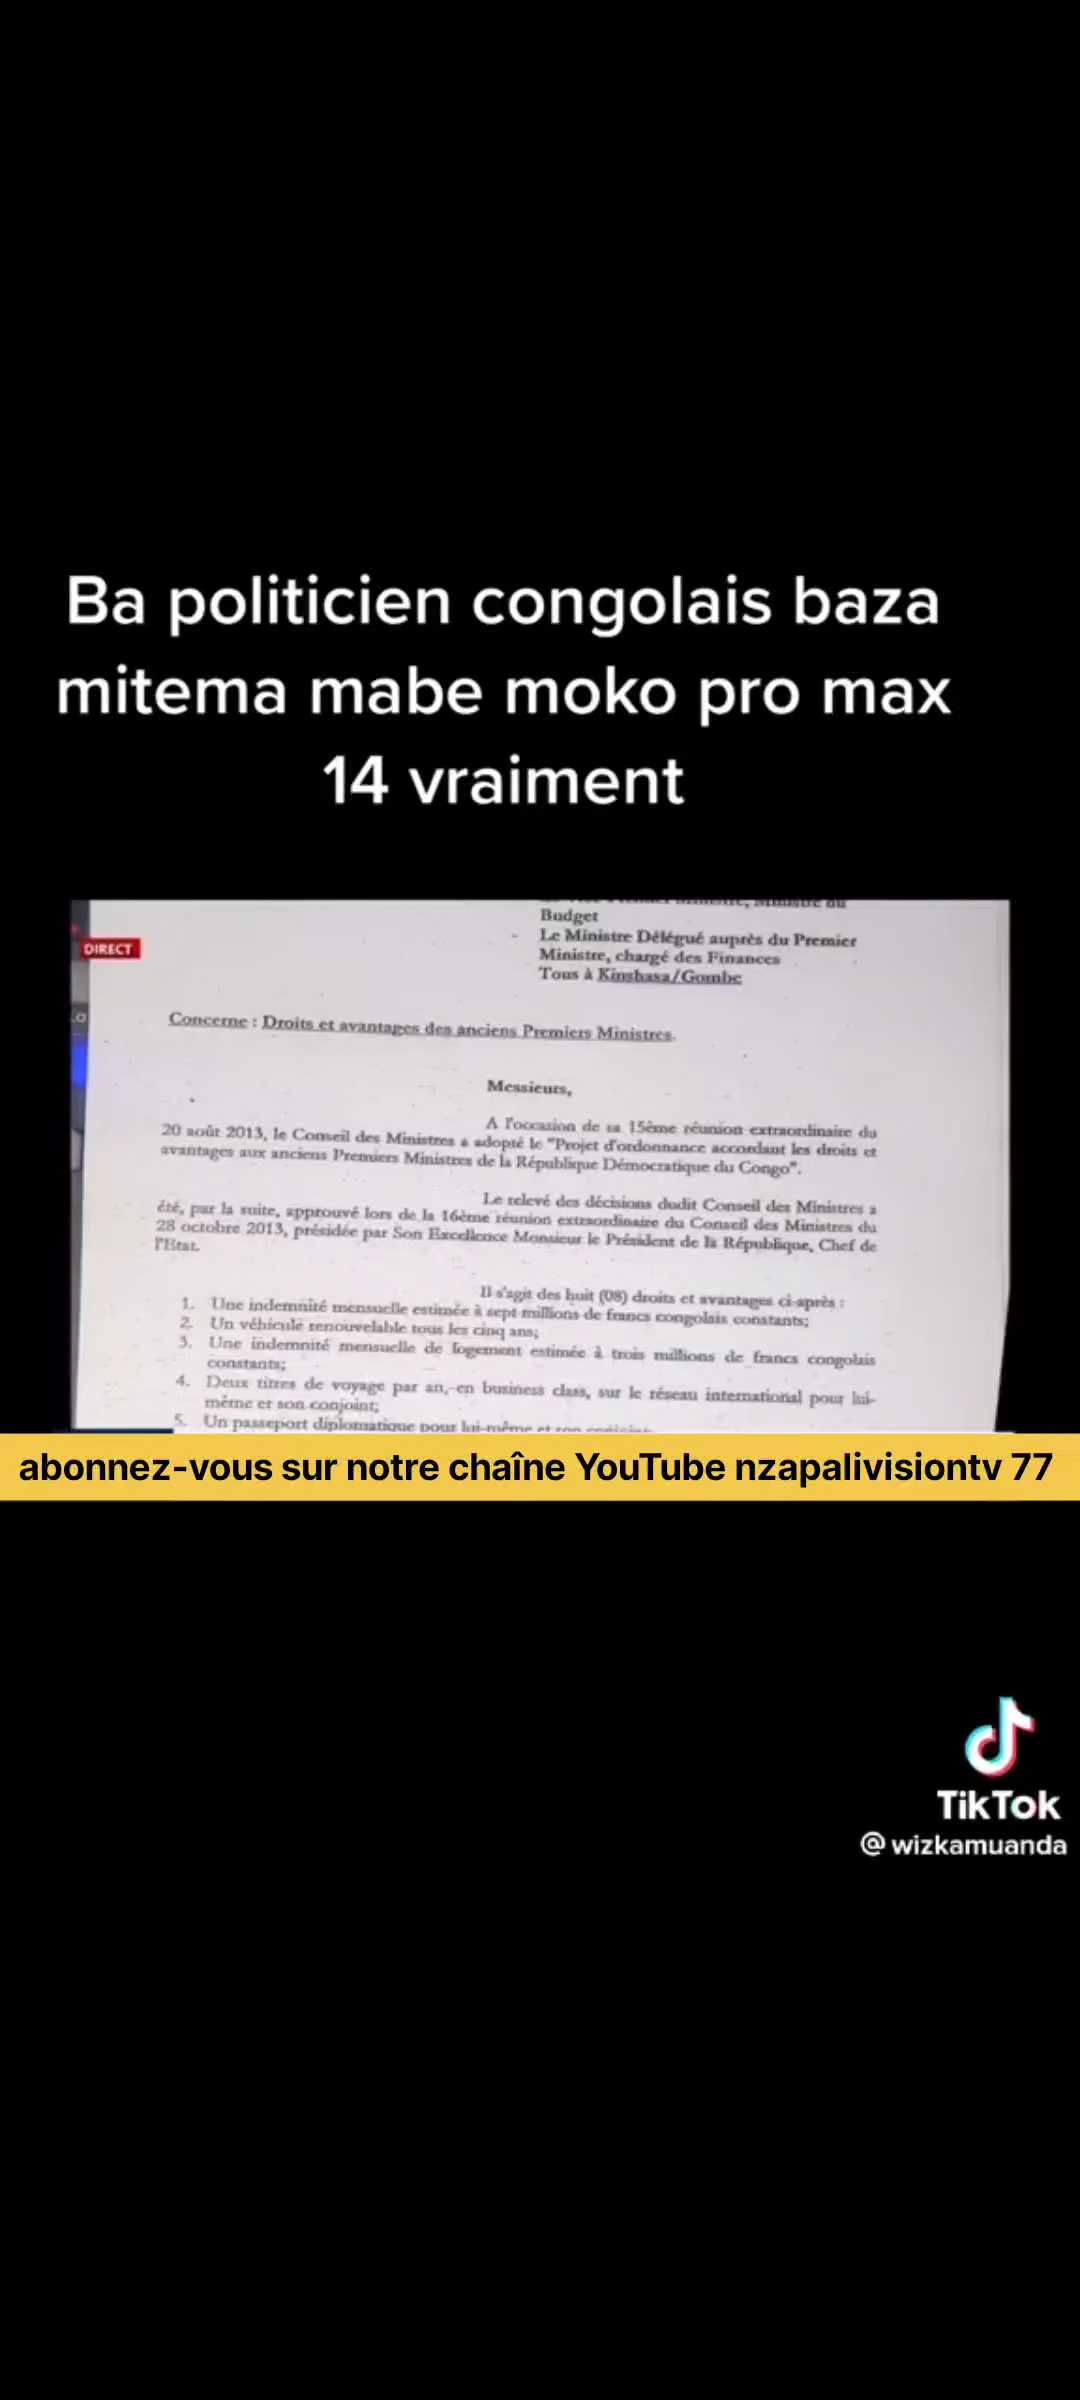 Ba politicien congolais baza
mitema mabe moko pro max
14 vraiment
Budget
- Le Ministre Délégué auprès du Premier
Ministre, chargé des Finances
Tous à Kinshasa/Gombe
DIRECT
Concerne : Droits et avantages des anciens Premiers Ministres.
Messieurs,
A l'occasion de sa 15ème réunion extraordinaire du
20 août 2013, le Conseil des Ministres a adopté le "Projet d'ordonnance accordant les droits et
avantages aux anciens Premiers Ministres de la République Démocratique du Congo".
Le relevé des décisions dudit Conseil des Ministres a
été, par la suite, approuvé lors de la 16ème réunion extraordinaire du Conseil des Ministres du
28 octobre 2013, présidée par Son Excellence Monsieur le Président de la République, Chef de
l'Etat.
Il s'agit des huit (08) droits et avantages ci-après :
1. Une indemnité mensuelle estimée à sept millions de francs congolais constants;
2. Un véhicule renouvelable tous les cinq ans;
3. Une indemnité mensuelle de logement estimée à trois millions de francs congolais
constants;
4. Deux titres de voyage par an, en business class, sur le réseau international pour lui-
même et son conjoint;
5. Un passeport diplomatique pour lui-même et son
abonnez-vous sur notre chaîne YouTube nzapalivisiontv 77
TikTok
@wizkamuanda